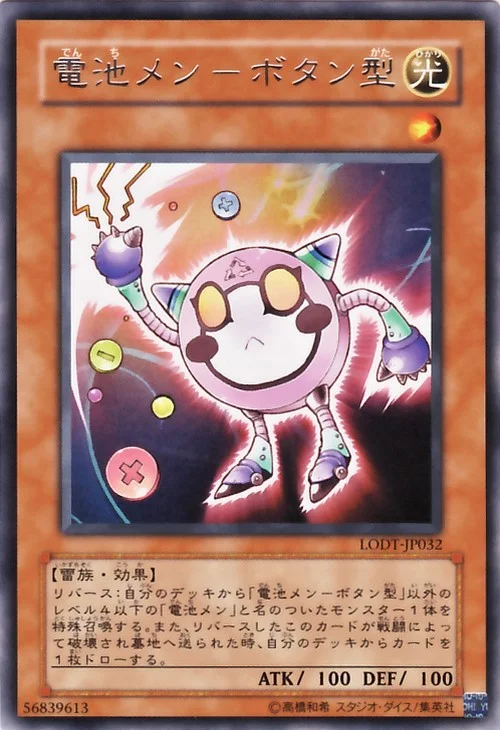 電池メン－ボタン型
光
LODT-JP032
【雷族・効果】
リバース：自分のデッキから「電池メン－ボタン型」以外の
レベル４以下の「電池メン」と名のついたモンスター１体を
特殊召喚する。また、リバースしたこのカードが戦闘によっ
て破壊され墓地へ送られた時、自分のデッキからカードを
１枚ドローする。
ATK/ 100 DEF/ 100
56839613
©高橋和希 スタジオ・ダイス/集英社